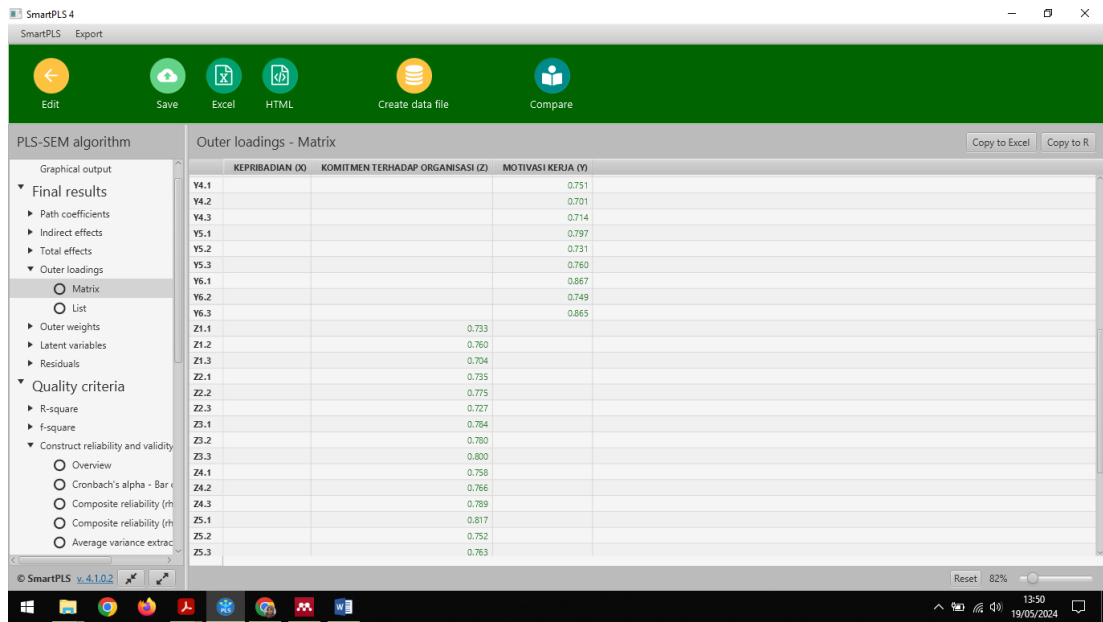 SmartPLS 4
SmartPLS Export
Edit Save Excel HTML Create data file Compare
PLS-SEM algorithm
Graphical output
Final results
Path coefficients
Indirect effects
Total effects
Outer loadings
Matrix
List
Outer weights
Latent variables
Residuals
Quality criteria
R-square
f-square
Construct reliability and validity
Overview
Cronbach's alpha - Bar
Composite reliability (rh
Composite reliability (rh
Average variance extrac
Outer loadings - Matrix
Copy to Excel Copy to R
KEPRIBADIAN (X) KOMITMEN TERHADAP ORGANISASI (Z) MOTIVASI KERJA (Y)
Y4.1 0.751
Y4.2 0.701
Y4.3 0.714
Y5.1 0.797
Y5.2 0.731
Y5.3 0.760
Y6.1 0.867
Y6.2 0.749
Y6.3 0.865
Z1.1 0.733
Z1.2 0.760
Z1.3 0.704
Z2.1 0.735
Z2.2 0.775
Z2.3 0.727
Z3.1 0.784
Z3.2 0.780
Z3.3 0.800
Z4.1 0.758
Z4.2 0.766
Z4.3 0.789
Z5.1 0.817
Z5.2 0.752
Z5.3 0.763
© SmartPLS v. 4.1.0.2
Reset 82%
13:50
19/05/2024